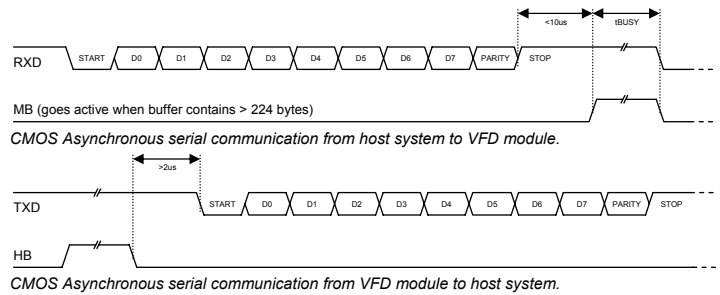 <10us tBUSY
RXD START D0 D1 D2 D3 D4 D5 D6 D7 PARITY STOP
MB (goes active when buffer contains > 224 bytes)
CMOS Asynchronous serial communication from host system to VFD module.
>2us
TXD START D0 D1 D2 D3 D4 D5 D6 D7 PARITY STOP
HB
CMOS Asynchronous serial communication from VFD module to host system.